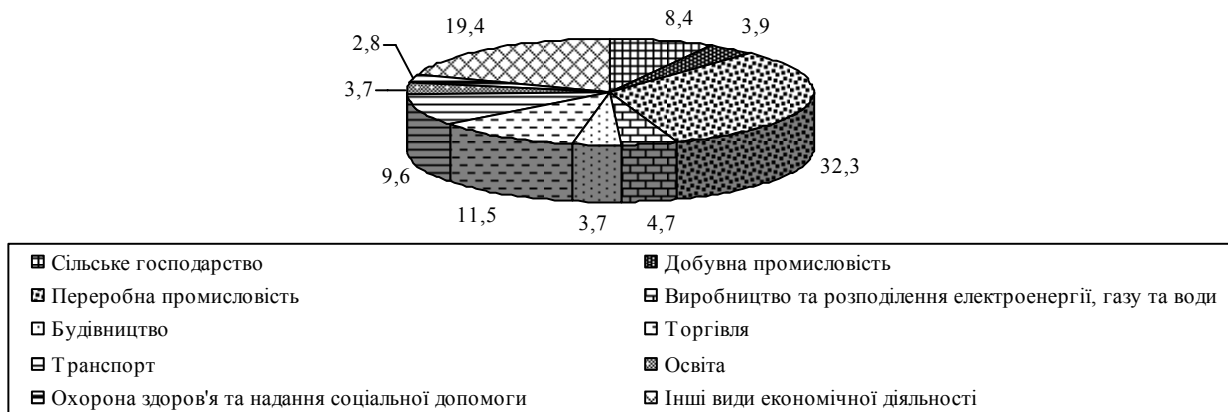 19,4
8,4
3,9
2,8
3,7
32,3
9,6
11,5
3,7
4,7
Сільське господарство
Добувна промисловість
Переробна промисловість
Виробництво та розподілення електроенергії, газу та води
Будівництво
Торгівля
Транспорт
Освіта
Охорона здоров'я та надання соціальної допомоги
Інші види економічної діяльності